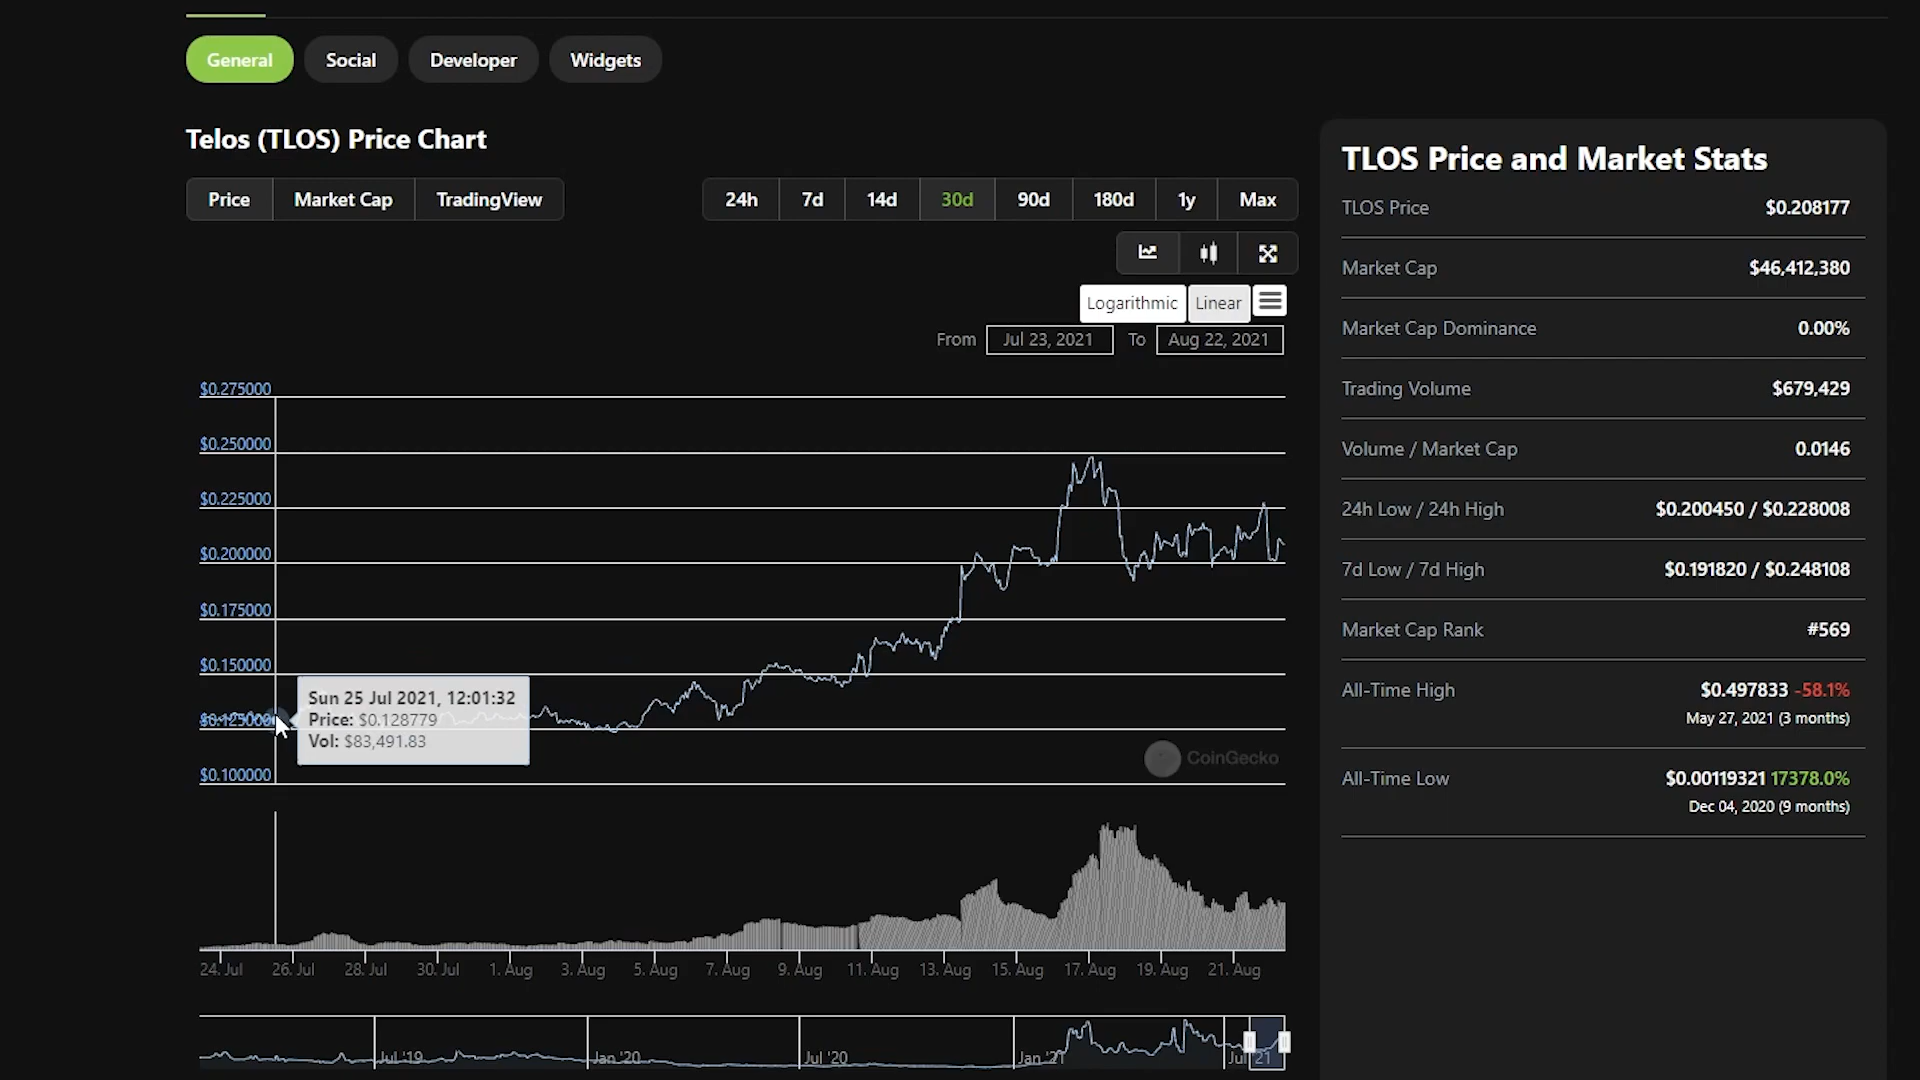 General Social Developer Widgets
Telos (TLOS) Price Chart
Price Market Cap TradingView
24h 7d 14d 30d 90d 180d 1y Max
Logarithmic Linear
From Jul 23, 2021 To Aug 22, 2021
$0.275000
$0.250000
$0.225000
$0.200000
$0.175000
$0.150000
$0.125000
$0.100000
Sun 25 Jul 2021, 12:01:32
Price: $0.128779
Vol: $83,491.83
CoinGecko
24. Jul 26. Jul 28. Jul 30. Jul 1. Aug 3. Aug 5. Aug 7. Aug 9. Aug 11. Aug 13. Aug 15. Aug 17. Aug 19. Aug 21. Aug
Jul '19 Jan '20 Jul '20 Jan '21 Jul '21
TLOS Price and Market Stats
TLOS Price $0.208177
Market Cap $46,412,380
Market Cap Dominance 0.00%
Trading Volume $679,429
Volume / Market Cap 0.0146
24h Low / 24h High $0.200450 / $0.228008
7d Low / 7d High $0.191820 / $0.248108
Market Cap Rank #569
All-Time High $0.497833 -58.1%
May 27, 2021 (3 months)
All-Time Low $0.00119321 17378.0%
Dec 04, 2020 (9 months)